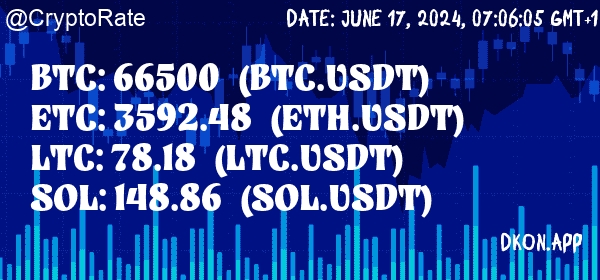 @CryptoRate
DATE: JUNE 17, 2024, 07:06:05 GMT+1
BTC: 66500 (BTC.USDT)
ETC: 3592.48 (ETH.USDT)
LTC: 78.18 (LTC.USDT)
SOL: 148.86 (SOL.USDT)
DKON.APP